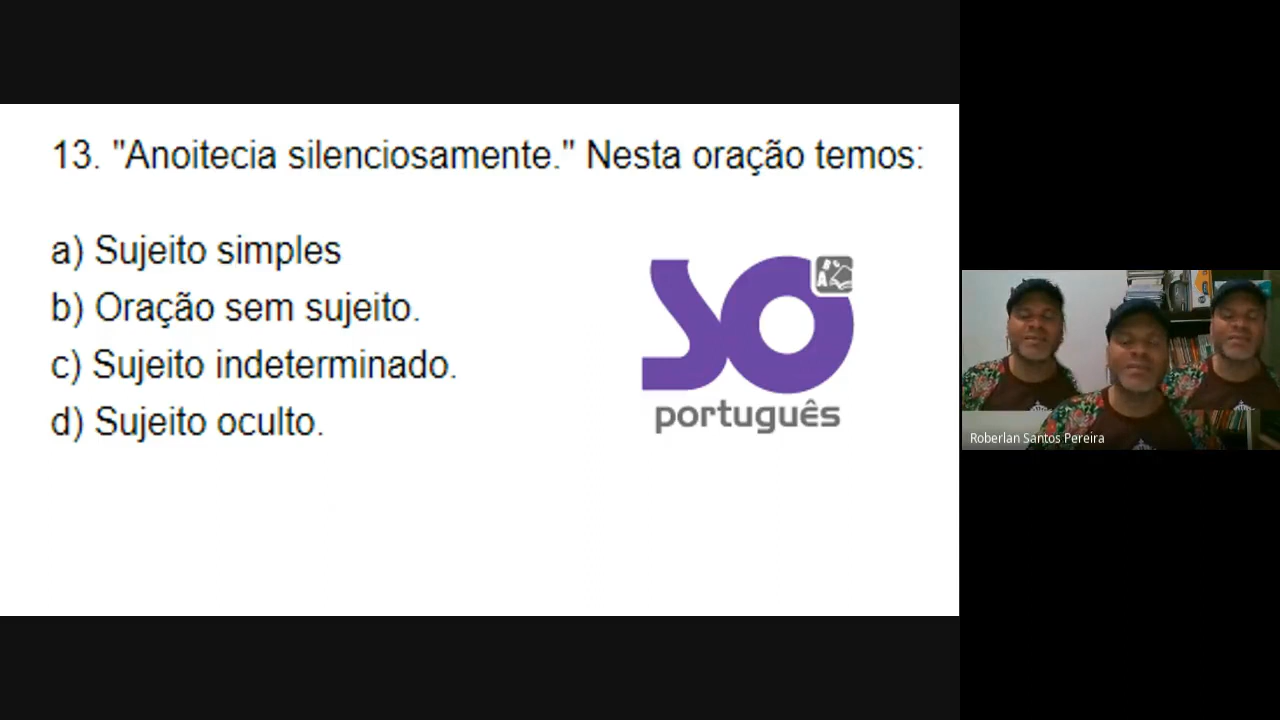 13. "Anoitecia silenciosamente." Nesta oração temos:
a) Sujeito simples
b) Oração sem sujeito.
c) Sujeito indeterminado.
d) Sujeito oculto.
SO
português
Roberlan Santos Pereira